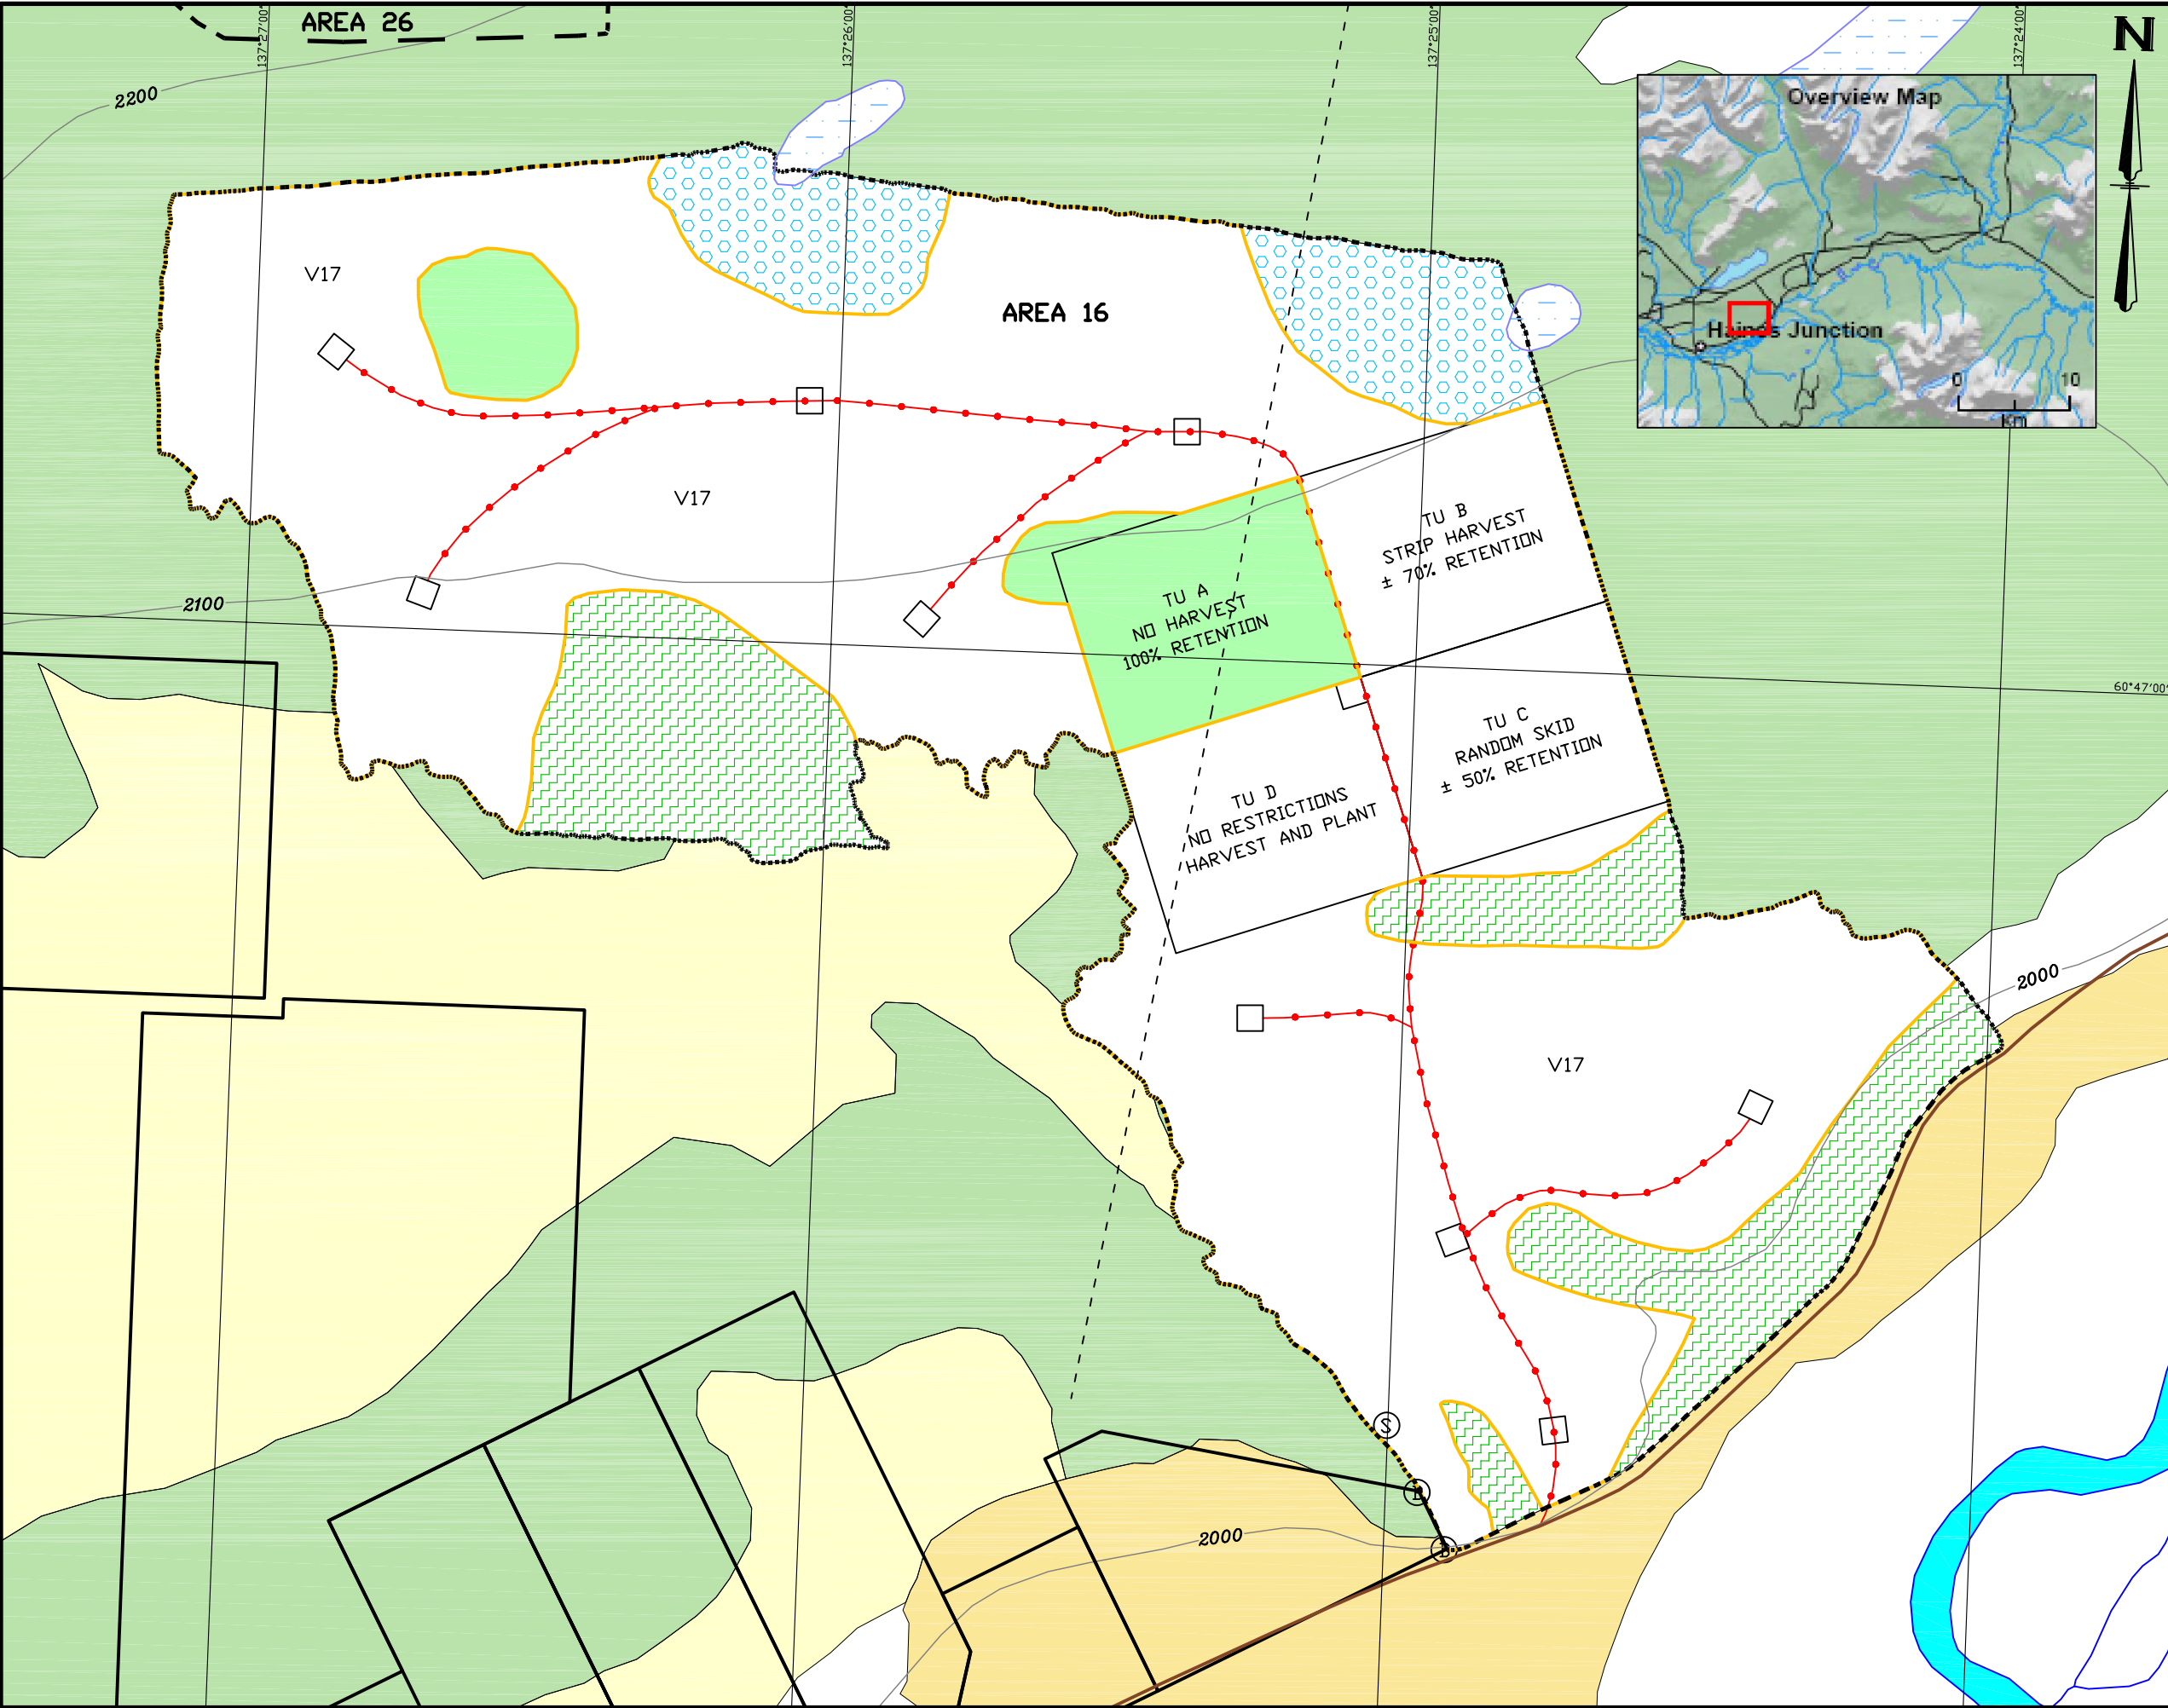 AREA 26
137°27'00"
137°26'00"
137°25'00"
137°24'00"
N
2200
Overview Map
Haines Junction
0 10
km
V17
AREA 16
V17
TU B
STRIP HARVEST
± 70% RETENTION
TU A
NO HARVEST
100% RETENTION
2100
60°47'00"
TU C
RANDOM SKID
± 50% RETENTION
TU D
NO RESTRICTIONS
HARVEST AND PLANT
2000
V17
S
2000